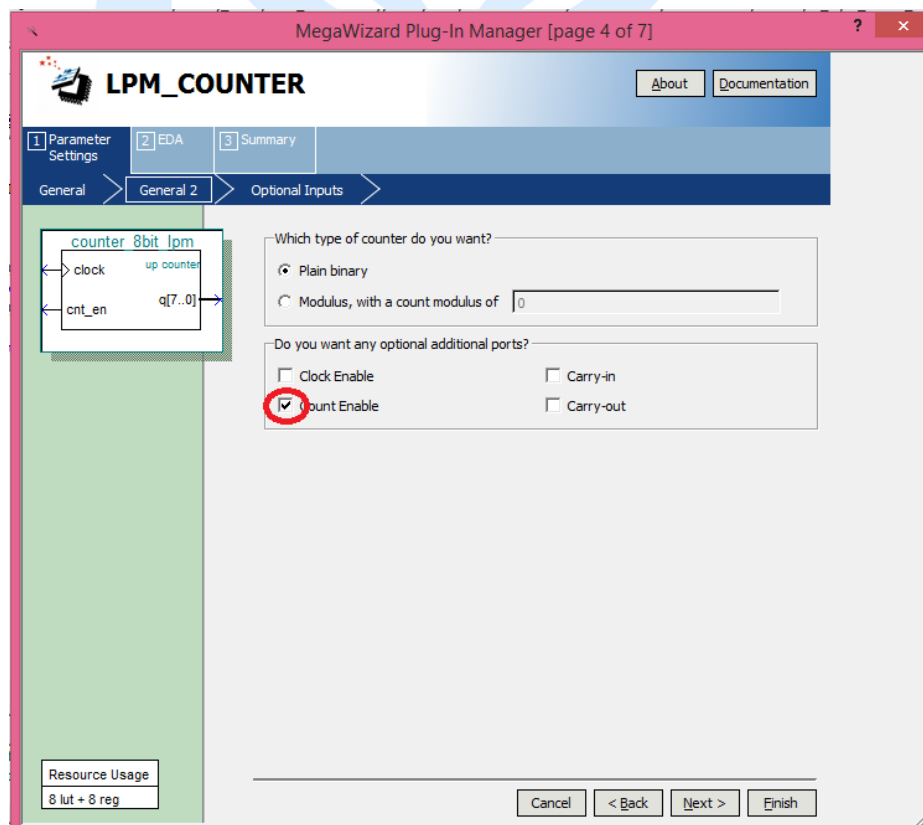 MegaWizard Plug-In Manager [page 4 of 7]
? ×
LPM_COUNTER
About
Documentation
1 Parameter Settings
2 EDA
3 Summary
General
General 2
Optional Inputs
counter_8bit_lpm
clock
up counter
cnt_en
q[7..0]
Which type of counter do you want?
Plain binary
Modulus, with a count modulus of
0
Do you want any optional additional ports?
Clock Enable
Carry-in
Count Enable
Carry-out
Resource Usage
8 lut + 8 reg
Cancel
< Back
Next >
Finish